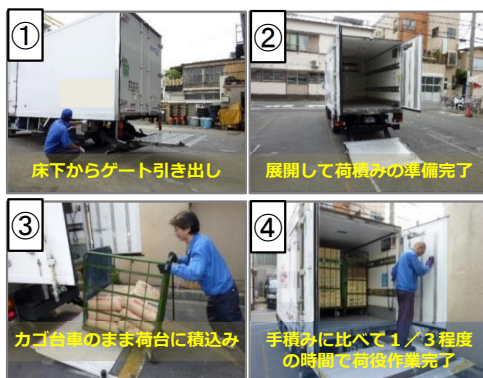 ①
床下からゲート引き出し
②
展開して荷積みの準備完了
③
カゴ台車のまま荷台に積込み
④
手積みに比べて１／３程度
の時間で荷役作業完了